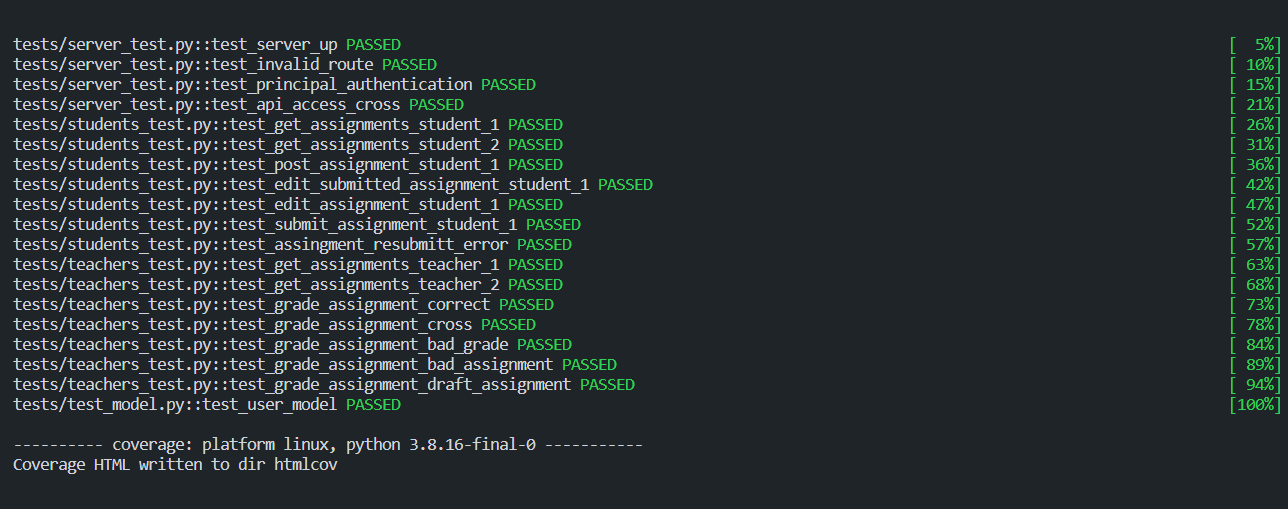 tests/server_test.py::test_server_up PASSED [  5%]
tests/server_test.py::test_invalid_route PASSED [ 10%]
tests/server_test.py::test_principal_authentication PASSED [ 15%]
tests/server_test.py::test_api_access_cross PASSED [ 21%]
tests/students_test.py::test_get_assignments_student_1 PASSED [ 26%]
tests/students_test.py::test_get_assignments_student_2 PASSED [ 31%]
tests/students_test.py::test_post_assignment_student_1 PASSED [ 36%]
tests/students_test.py::test_edit_submitted_assignment_student_1 PASSED [ 42%]
tests/students_test.py::test_edit_assignment_student_1 PASSED [ 47%]
tests/students_test.py::test_submit_assignment_student_1 PASSED [ 52%]
tests/students_test.py::test_assingment_resubmitt_error PASSED [ 57%]
tests/teachers_test.py::test_get_assignments_teacher_1 PASSED [ 63%]
tests/teachers_test.py::test_get_assignments_teacher_2 PASSED [ 68%]
tests/teachers_test.py::test_grade_assignment_correct PASSED [ 73%]
tests/teachers_test.py::test_grade_assignment_cross PASSED [ 78%]
tests/teachers_test.py::test_grade_assignment_bad_grade PASSED [ 84%]
tests/teachers_test.py::test_grade_assignment_bad_assignment PASSED [ 89%]
tests/teachers_test.py::test_grade_assignment_draft_assignment PASSED [ 94%]
tests/test_model.py::test_user_model PASSED [100%]
---------- coverage: platform linux, python 3.8.16-final-0 -----------
Coverage HTML written to dir htmlcov